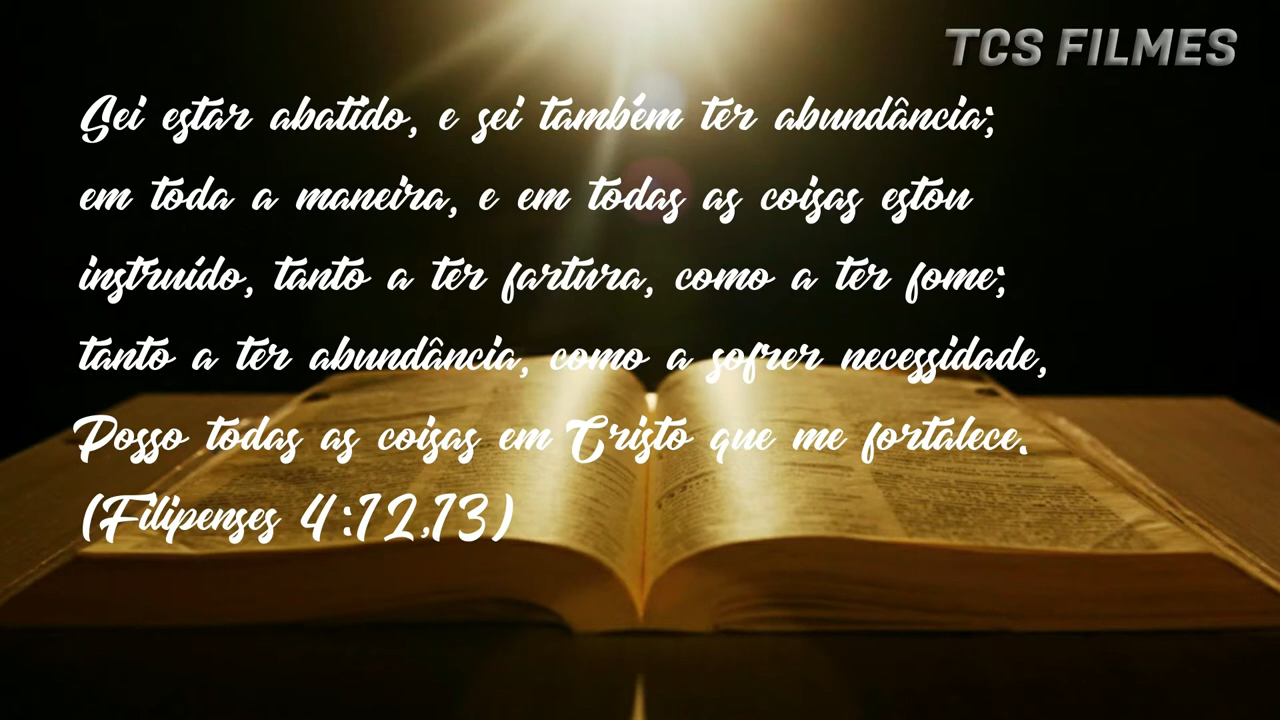 TCS FILMES
Sei estar abatido, e sei também ter abundância;
em toda a maneira, e em todas as coisas estou
instruído, tanto a ter fartura, como a ter fome;
tanto a ter abundância, como a sofrer necessidade,
Posso todas as coisas em Cristo que me fortalece.
(Filipenses 4:12,13)